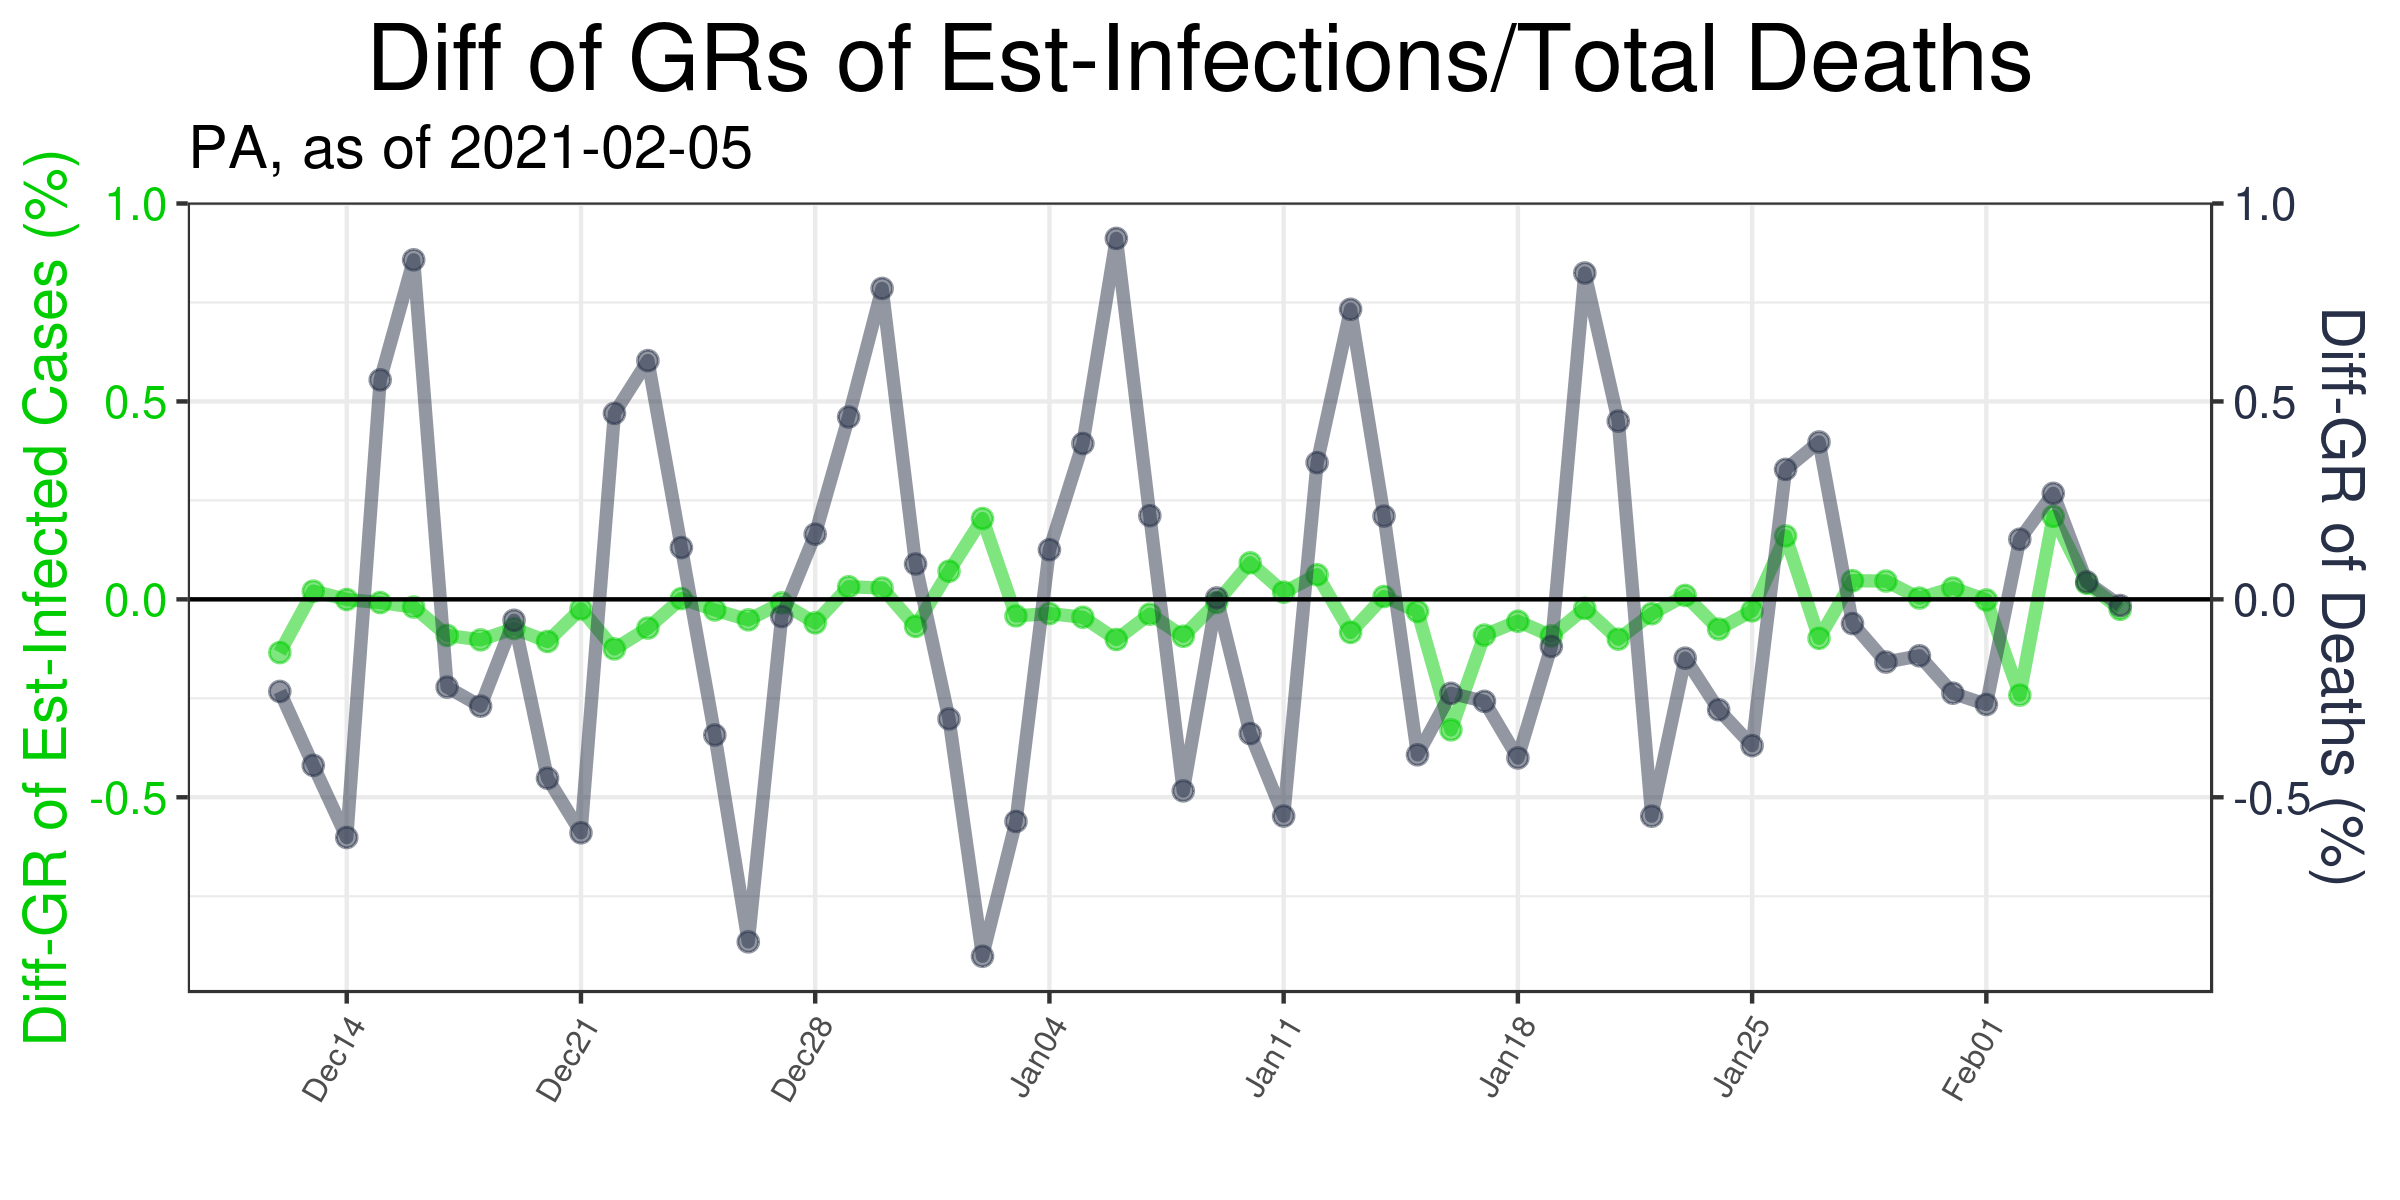 Diff of GRs of Est-Infections/Total Deaths
PA, as of 2021-02-05
Diff-GR of Est-Infected Cases (%)
1.0
0.5
0.0
-0.5
1.0
0.5
0.0
-0.5
Diff-GR of Deaths (%)
Dec14
Dec21
Dec28
Jan04
Jan11
Jan18
Jan25
Feb01